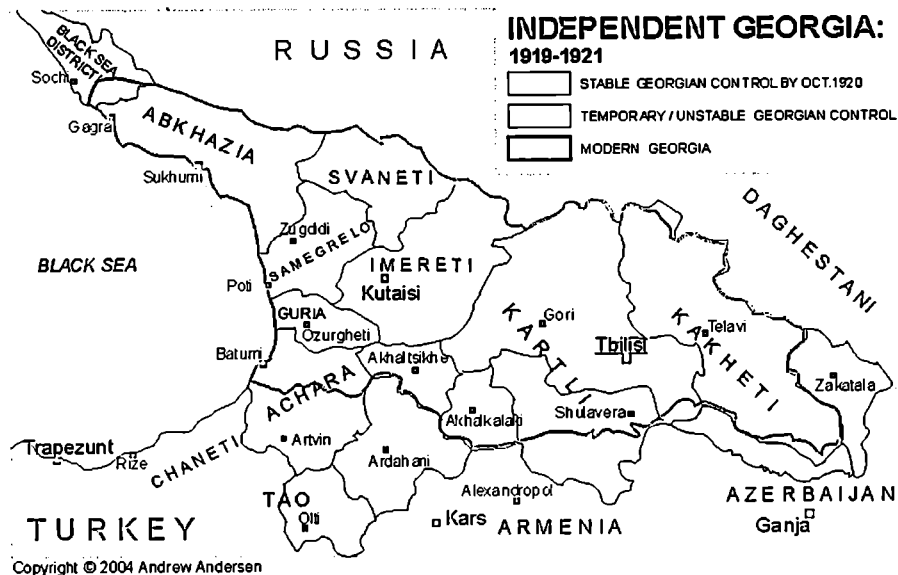 INDEPENDENT GEORGIA:
1919-1921
STABLE GEORGIAN CONTROL BY OCT.1920
TEMPORARY / UNSTABLE GEORGIAN CONTROL
MODERN GEORGIA
RUSSIA
BLACK SEA
DISTRICT
Sochi
Gagra
ABKHAZIA
Sukhumi
SVANETI
DAGHESTANI
Zugdidi
SAMEGRELO
BLACK SEA
IMERETI
Kutaisi
Poti
GURIA
Ozurgheti
Gori
KARTLI
Telavi
KAKHETI
Tbilisi
Batumi
Akhaltsikhe
Zakatala
ACHARA
Akhalkalaki
Shulavera
Trapezunt
Rize
CHANETI
Artvin
Ardahani
TAO
Olti
Alexandropol
Kars
ARMENIA
AZERBAIJAN
Ganja
TURKEY
Copyright © 2004 Andrew Andersen